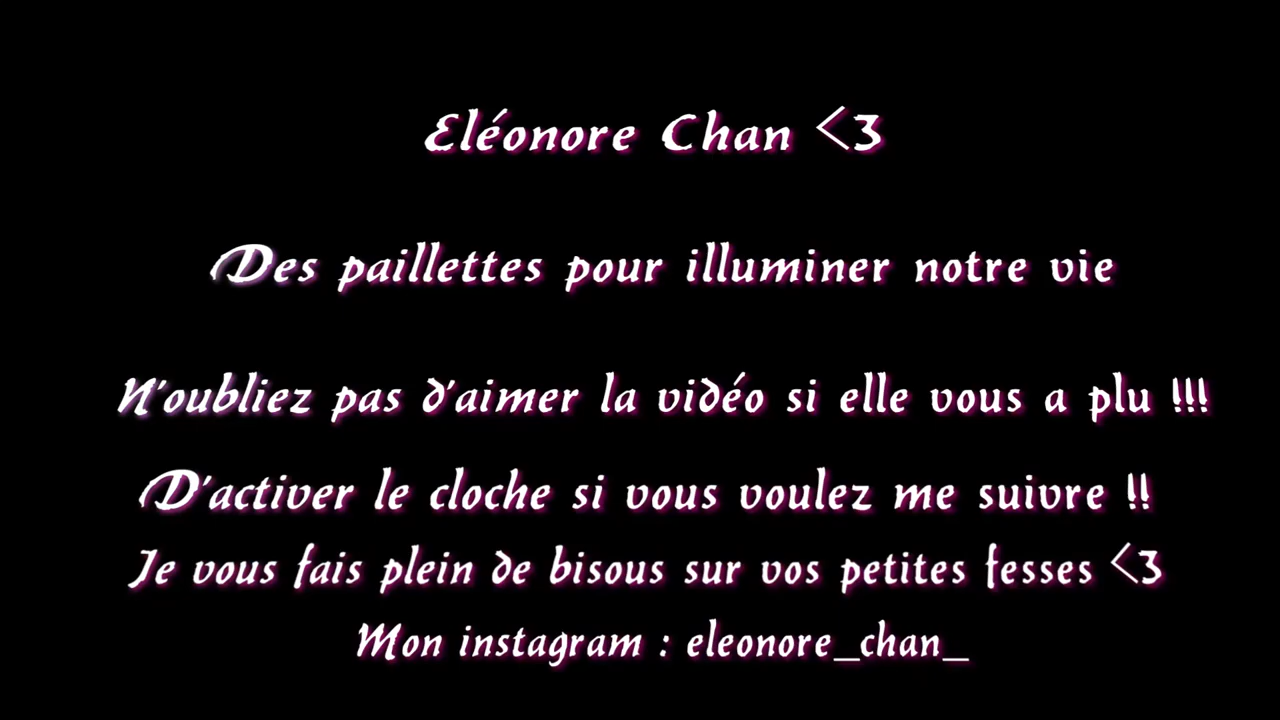 Eléonore Chan <3
Des paillettes pour illuminer notre vie
N'oubliez pas d'aimer la vidéo si elle vous a plu !!!
D'activer le cloche si vous voulez me suivre !!
Je vous fais plein de bisous sur vos petites fesses <3
Mon instagram : eleonore_chan_